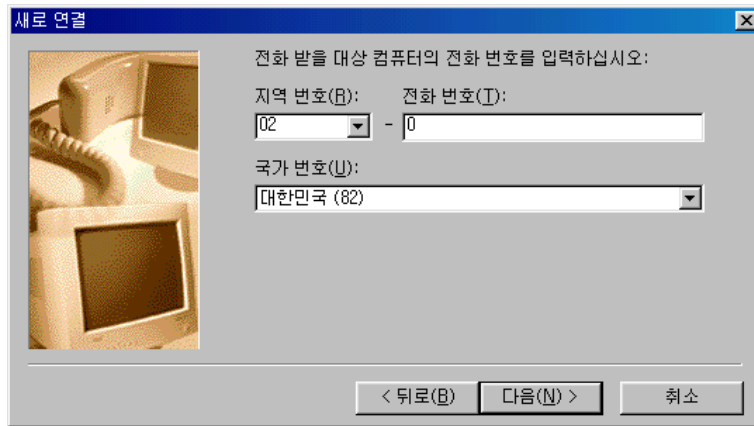 새로 연결
전화 받을 대상 컴퓨터의 전화 번호를 입력하십시오:
지역 번호(R): 전화 번호(T):
02 - 0
국가 번호(U):
대한민국 (82)
< 뒤로(B) 다음(N) > 취소